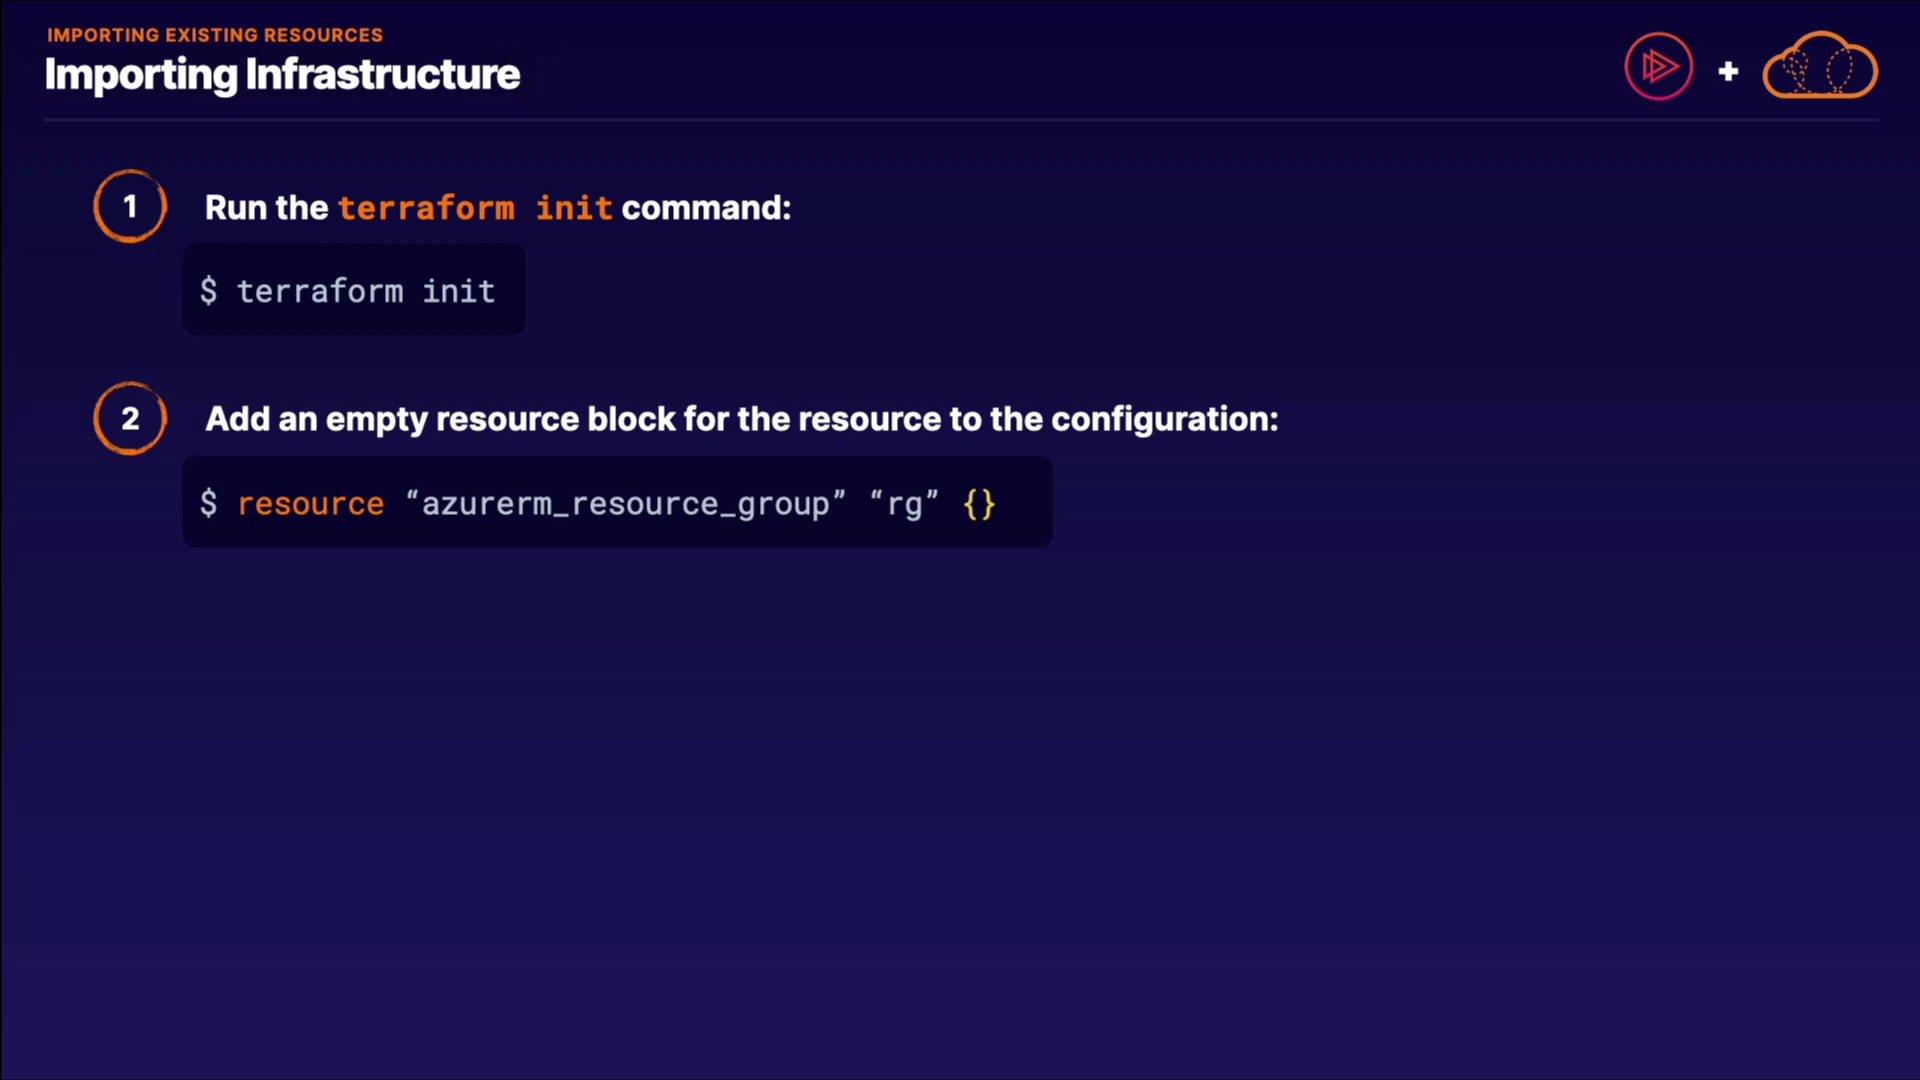 IMPORTING EXISTING RESOURCES
Importing Infrastructure
+
1 Run the terraform init command:
$ terraform init
2 Add an empty resource block for the resource to the configuration:
$ resource “azurerm_resource_group” “rg” {}